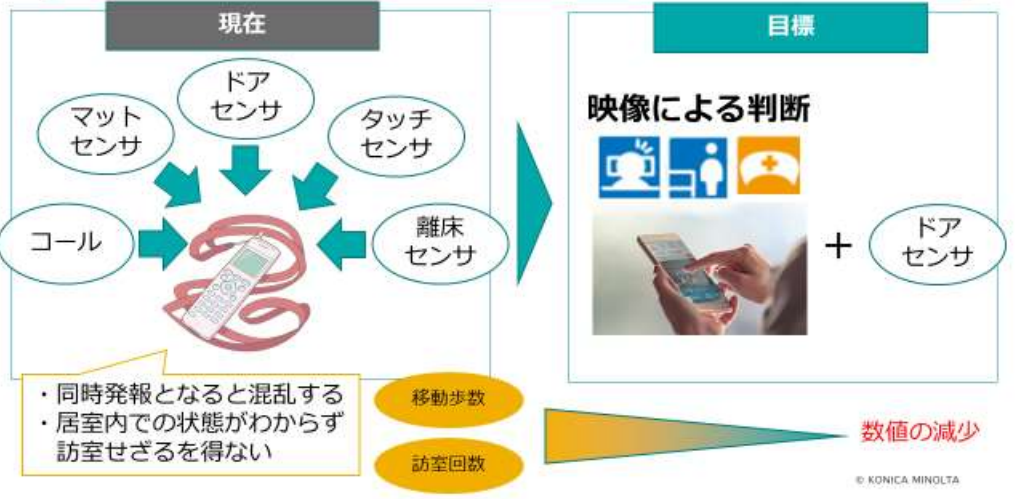 現在
ドア
センサ
マット
センサ
タッチ
センサ
コール
離床
センサ
・同時発報となると混乱する
・居室内での状態がわからず
訪室せざるを得ない
移動歩数
訪室回数
目標
映像による判断
+
ドア
センサ
数値の減少
© KONICA MINOLTA